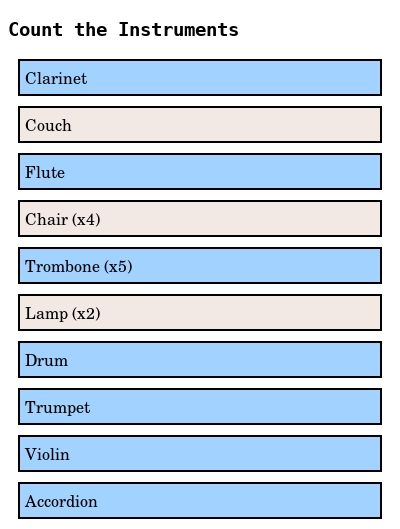 Count the Instruments
Clarinet
Couch
Flute
Chair (x4)
Trombone (x5)
Lamp (x2)
Drum
Trumpet
Violin
Accordion